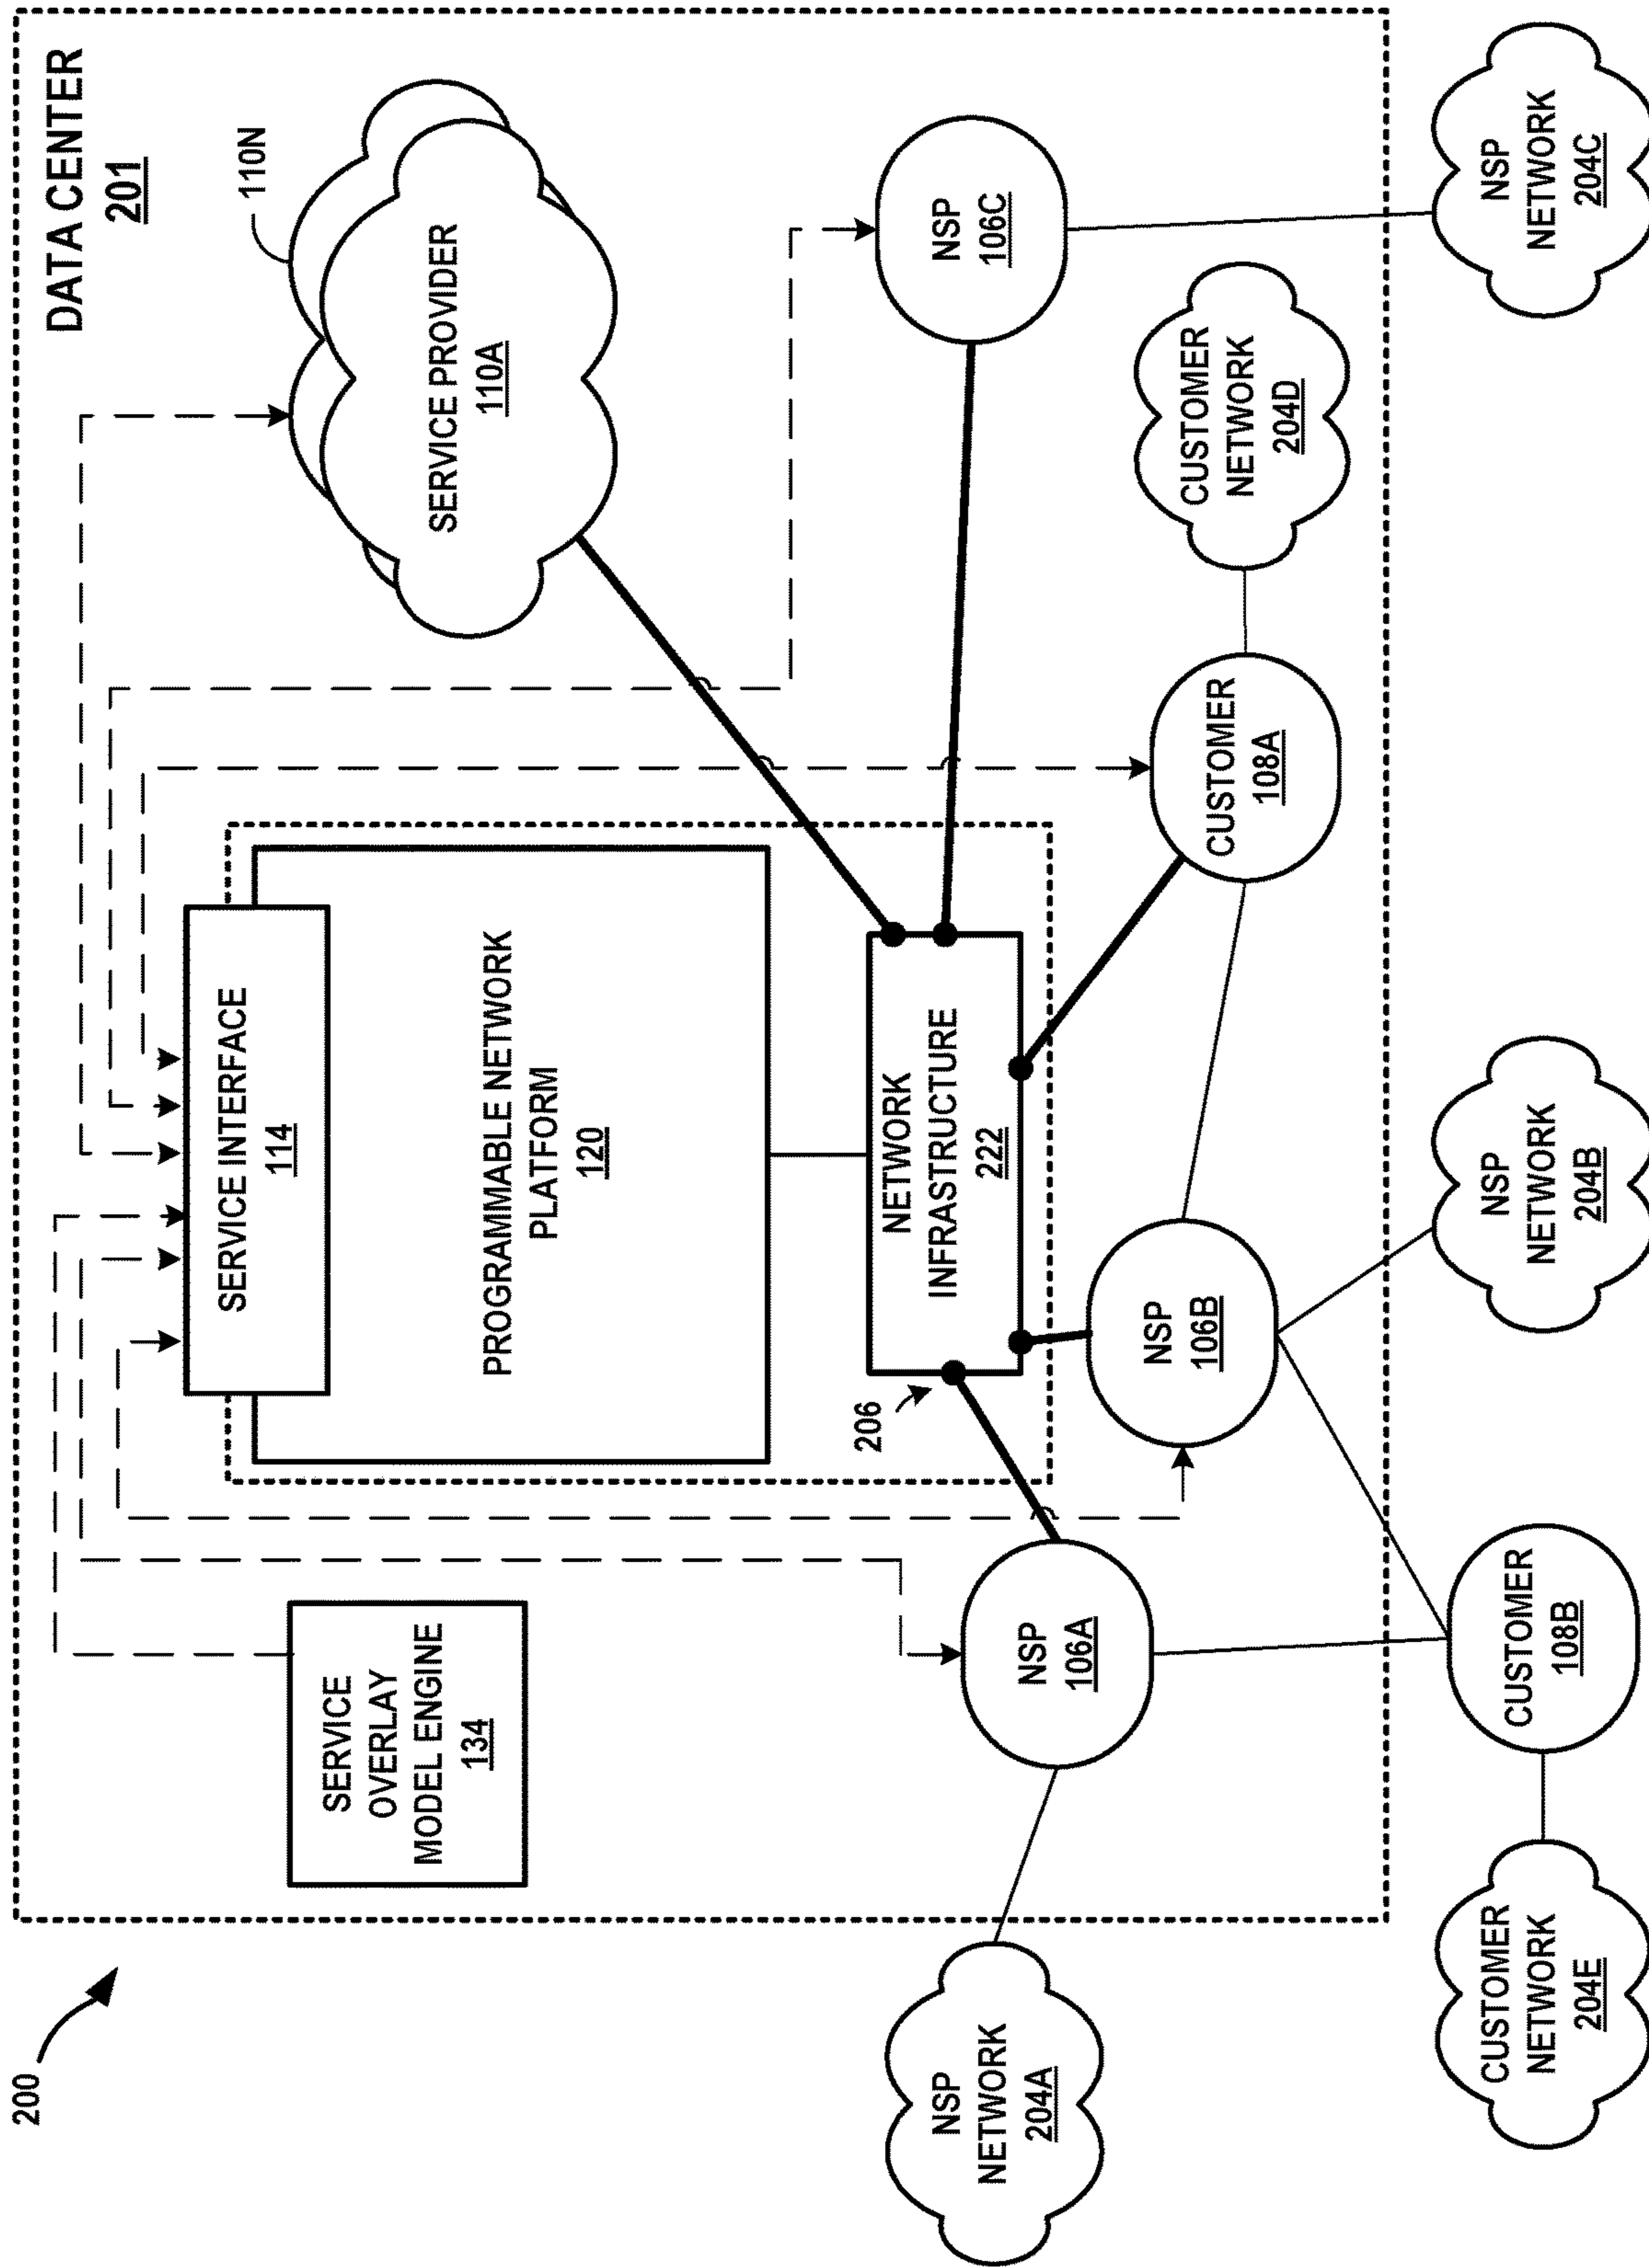 200
DATA CENTER
201
SERVICE
OVERLAY
MODEL ENGINE
134
SERVICE INTERFACE
114
PROGRAMMABLE NETWORK
PLATFORM
120
110N
SERVICE PROVIDER
110A
206
NETWORK
INFRASTRUCTURE
222
NSP
106A
NSP
106B
NSP
106C
CUSTOMER
108A
CUSTOMER
NETWORK
204D
NSP
NETWORK
204A
CUSTOMER
NETWORK
204E
CUSTOMER
108B
NSP
NETWORK
204B
NSP
NETWORK
204C